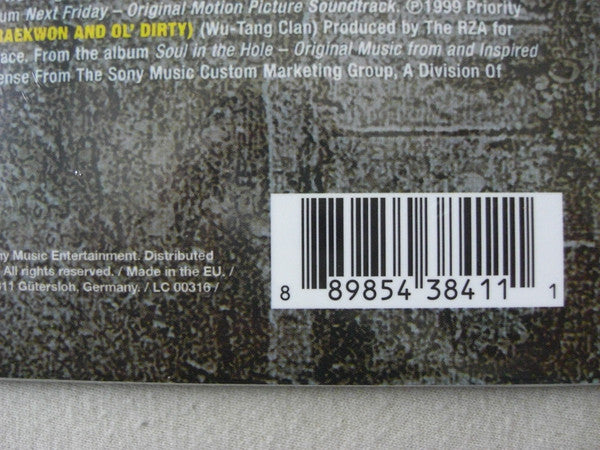 um Next Friday – Original Motion Picture Soundtrack. ℗1999 Priority
RAEKWON AND OL' DIRTY) (Wu-Tang Clan) Produced by The RZA for
ace. From the album Soul in the Hole – Original Music from and Inspired
ense From The Sony Music Custom Marketing Group, A Division Of
ny Music Entertainment. Distributed
All rights reserved. / Made in the EU. /
311 Gütersloh, Germany. / LC 00316 /
8 89854 38411 1